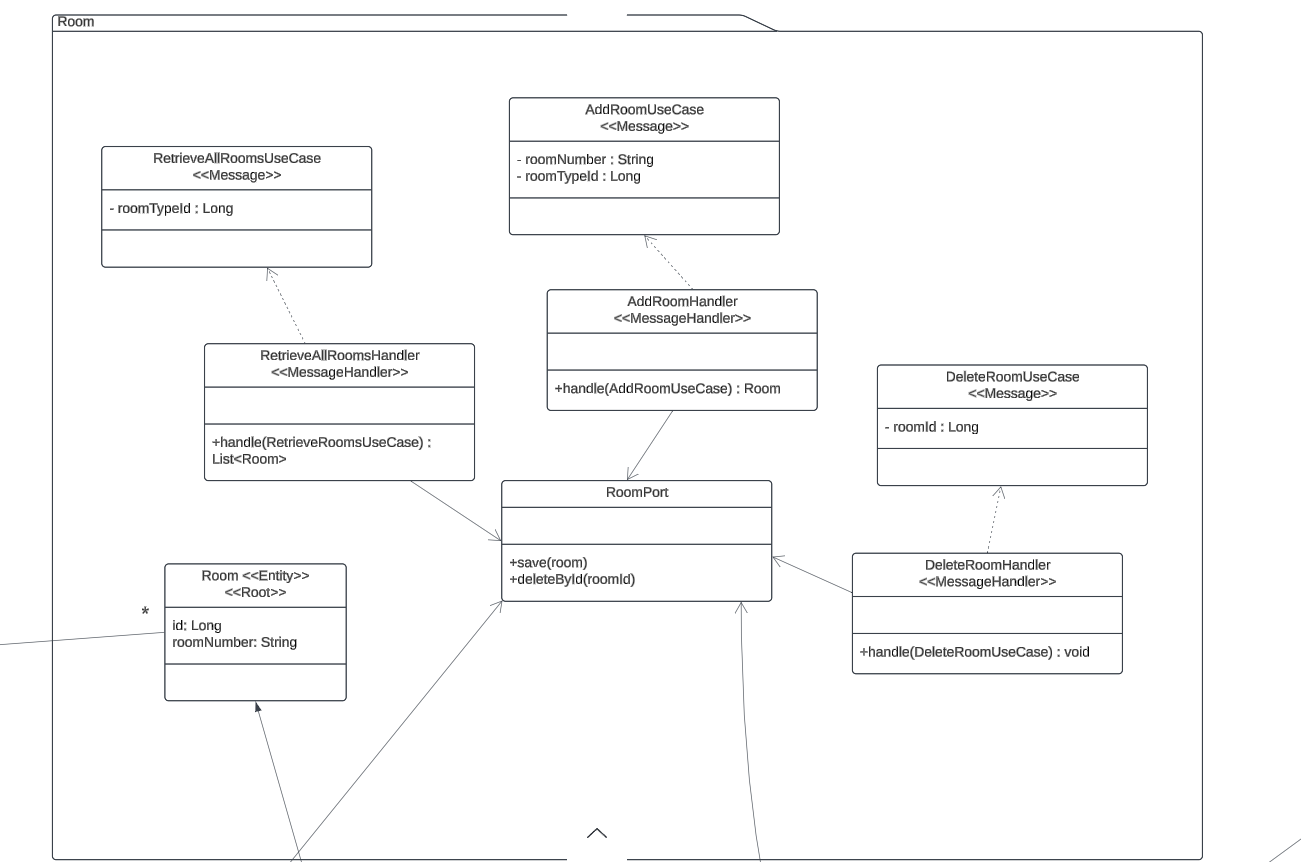 Room
AddRoomUseCase
<<Message>>
- roomNumber : String
- roomTypeId : Long
RetrieveAllRoomsUseCase
<<Message>>
- roomTypeId : Long
AddRoomHandler
<<MessageHandler>>
+handle(AddRoomUseCase) : Room
RetrieveAllRoomsHandler
<<MessageHandler>>
+handle(RetrieveRoomsUseCase) :
List<Room>
DeleteRoomUseCase
<<Message>>
- roomId : Long
RoomPort
+save(room)
+deleteById(roomId)
DeleteRoomHandler
<<MessageHandler>>
+handle(DeleteRoomUseCase) : void
Room <<Entity>>
<<Root>>
*
id: Long
roomNumber: String